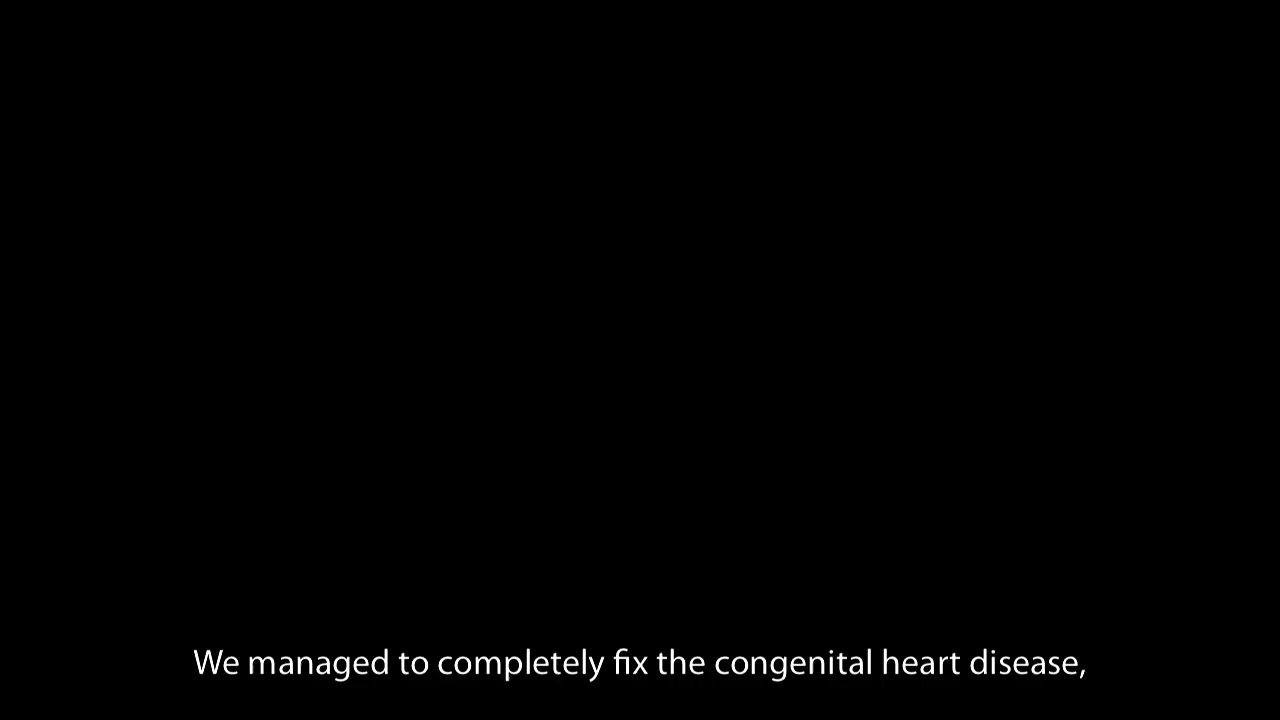 We managed to completely fix the congenital heart disease,